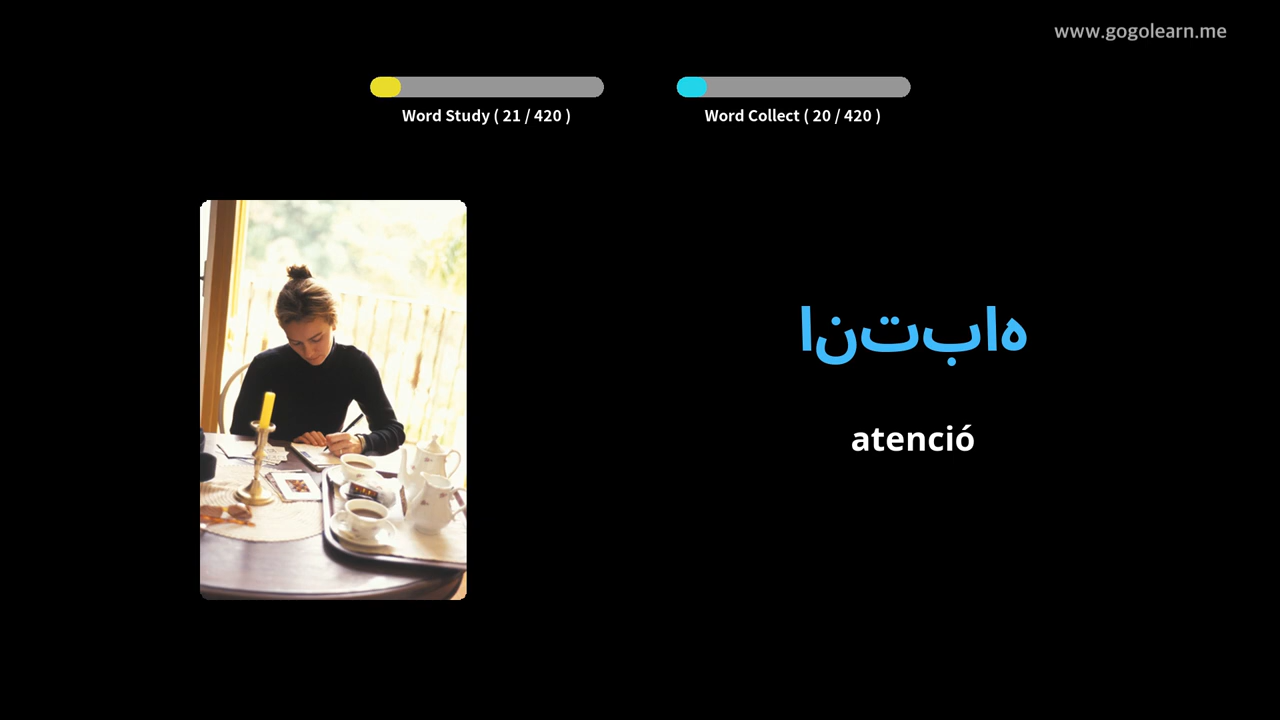 www.gogolearn.me
Word Study ( 21 / 420 )
Word Collect ( 20 / 420 )
انتباه
atenció